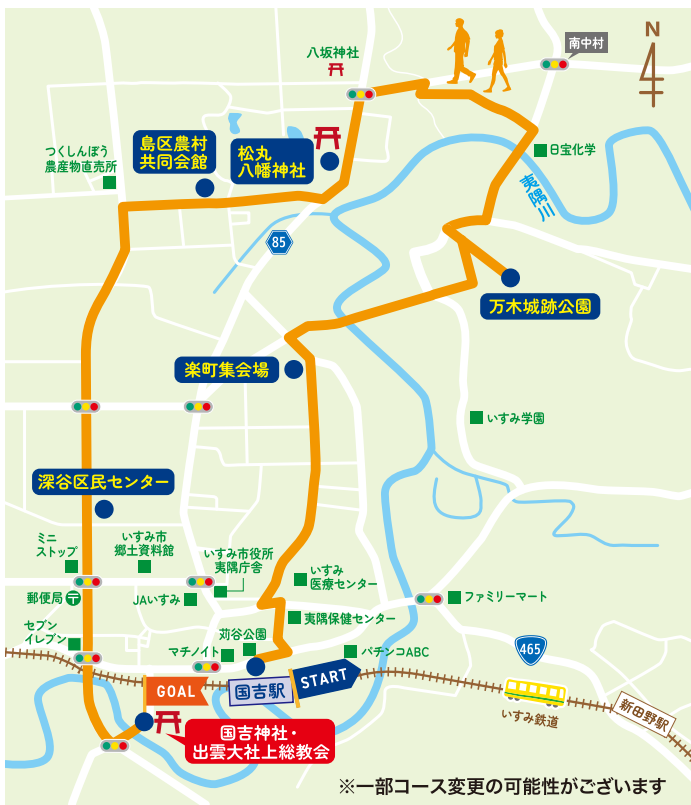 八坂神社
南中村
N
島区農村
共同会館
松丸
八幡神社
つくしんぼう
農産物直売所
日宝化学
夷隅川
85
万木城跡公園
楽町集会場
いすみ学園
深谷区民センター
ミニ
ストップ
いすみ市
郷土資料館
いすみ市役所
夷隅庁舎
いすみ
医療センター
郵便局
〒
JAいすみ
ファミリーマート
夷隅保健センター
セブン
イレブン
苅谷公園
マチノイト
パチンコABC
465
GOAL
国吉駅
START
いすみ鉄道
新田野駅
国吉神社・
出雲大社上総教会
※一部コース変更の可能性がございます